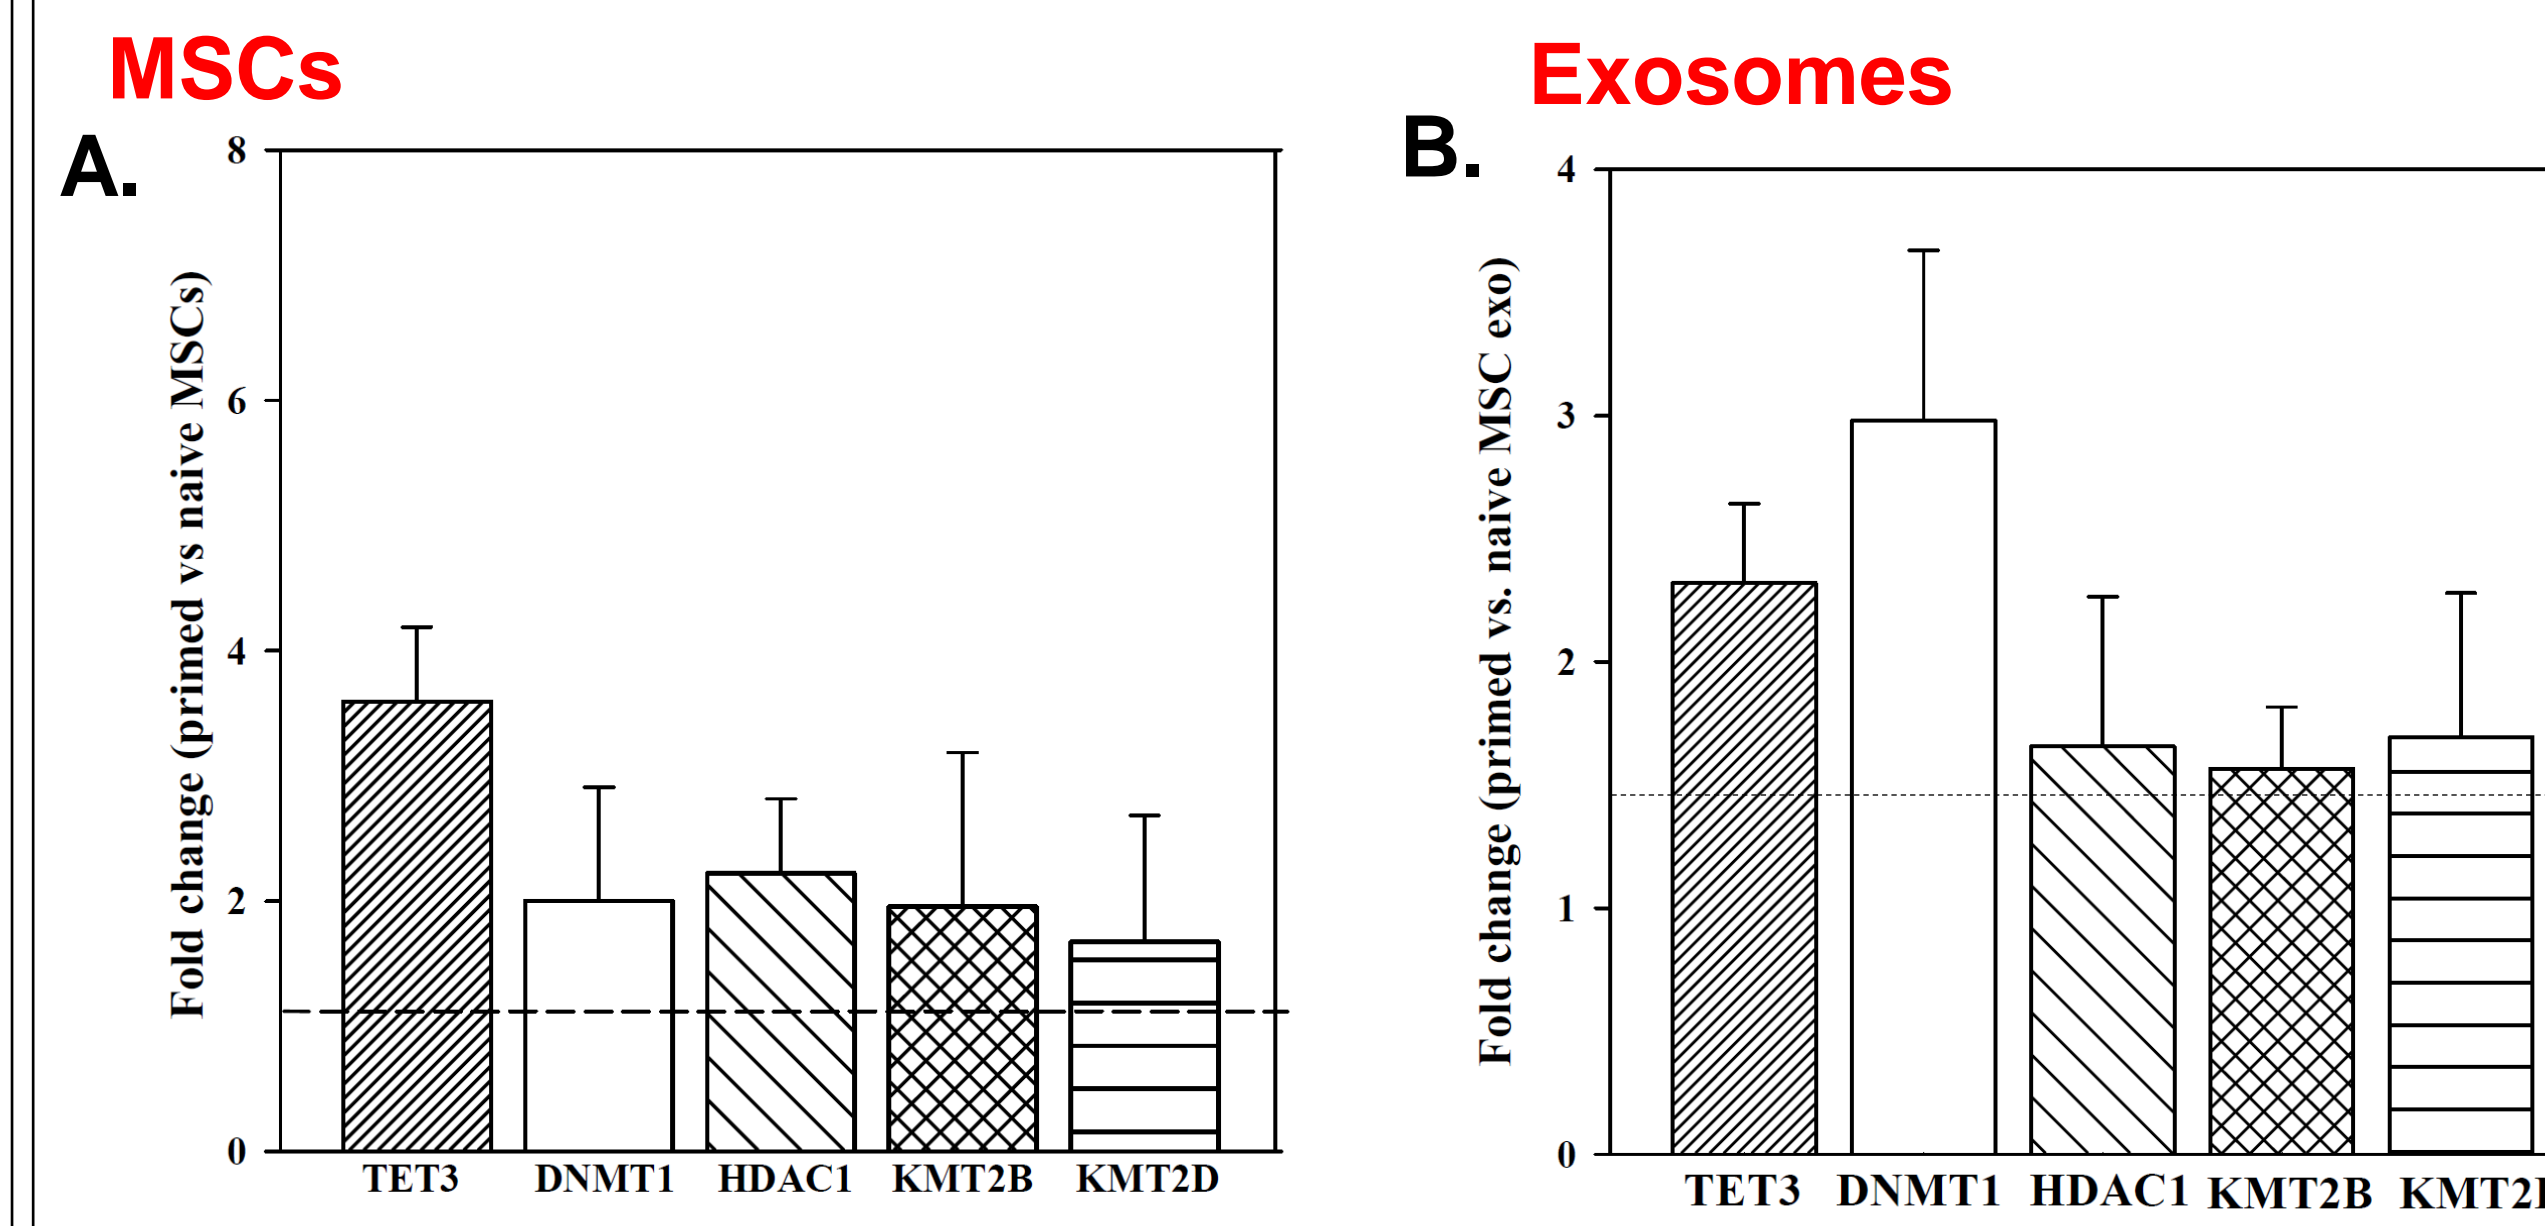 MSCs
A.
Fold change (primed vs naive MSCs)
8
6
4
2
0
TET3 DNMT1 HDAC1 KMT2B KMT2D
Exosomes
B.
Fold change (primed vs. naive MSC exo)
4
3
2
1
0
TET3 DNMT1 HDAC1 KMT2B